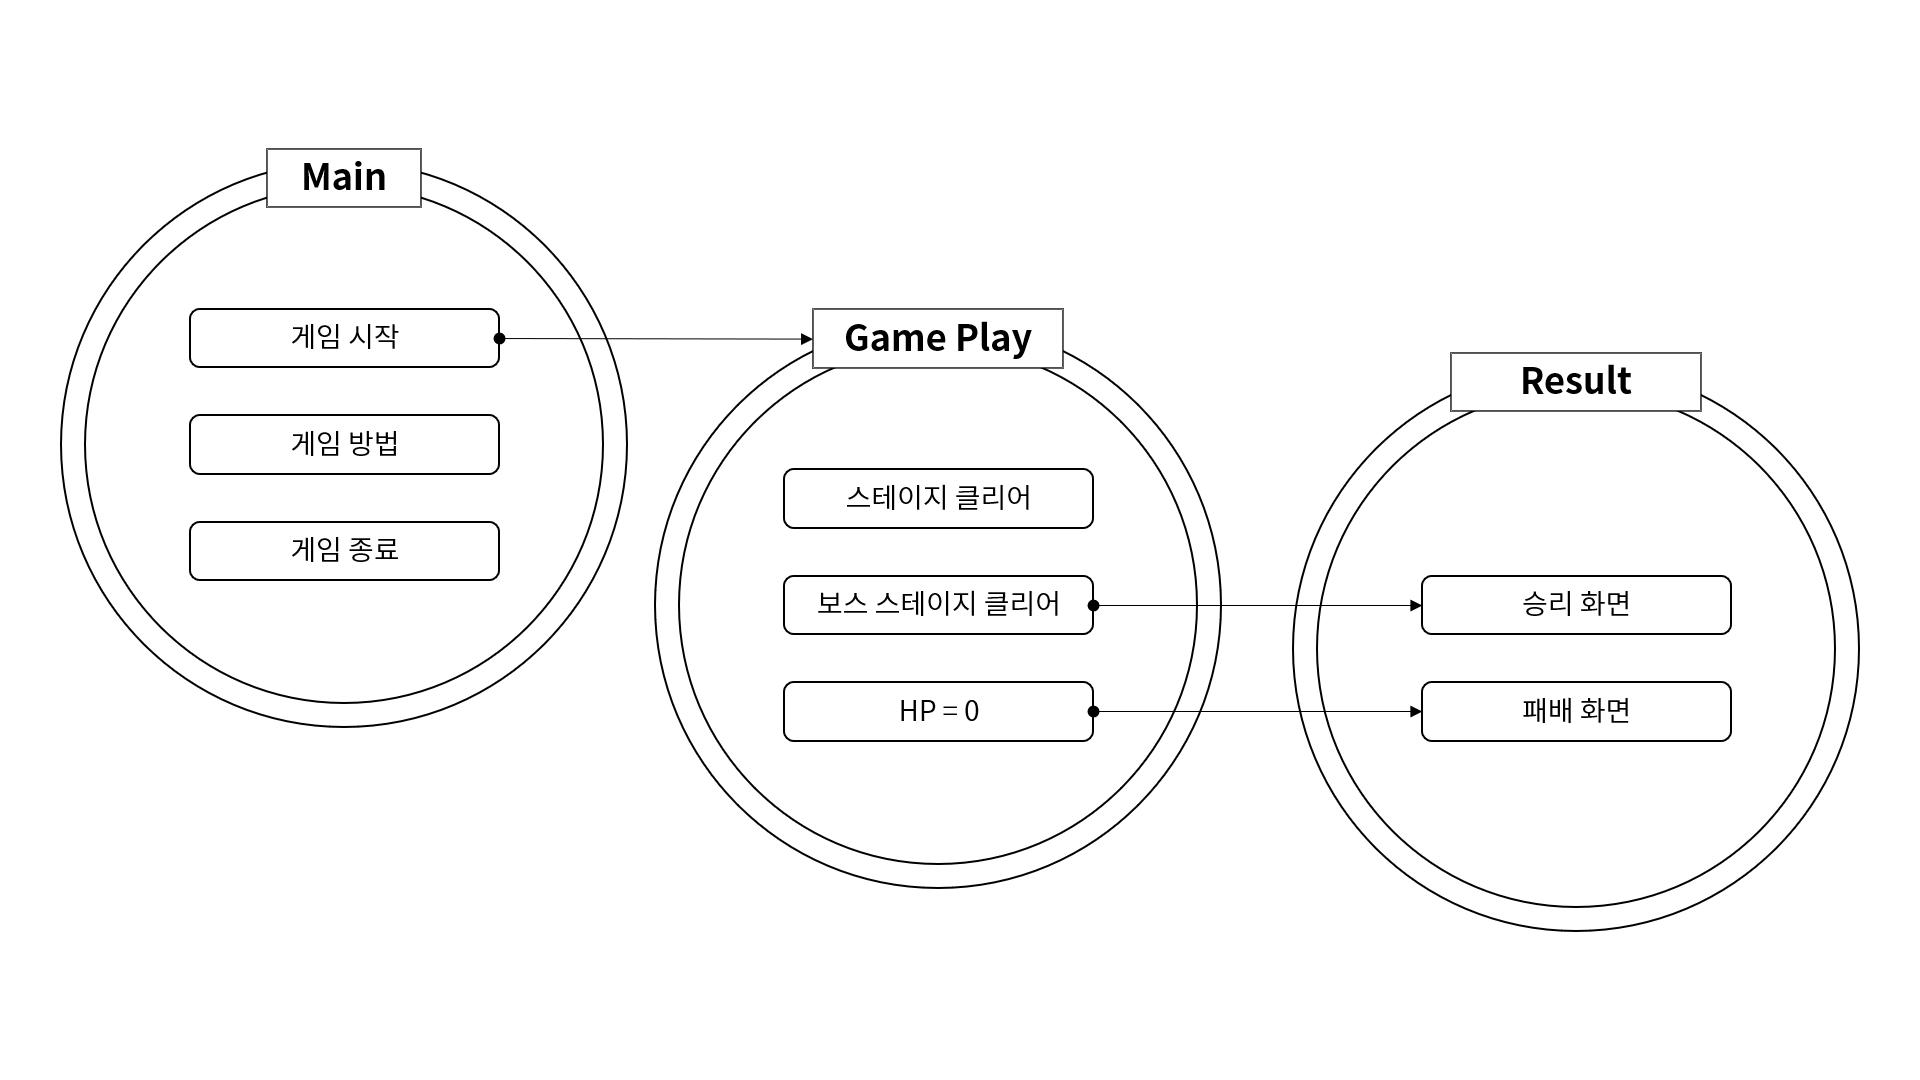 Main
게임 시작
게임 방법
게임 종료
Game Play
스테이지 클리어
보스 스테이지 클리어
HP = 0
Result
승리 화면
패배 화면